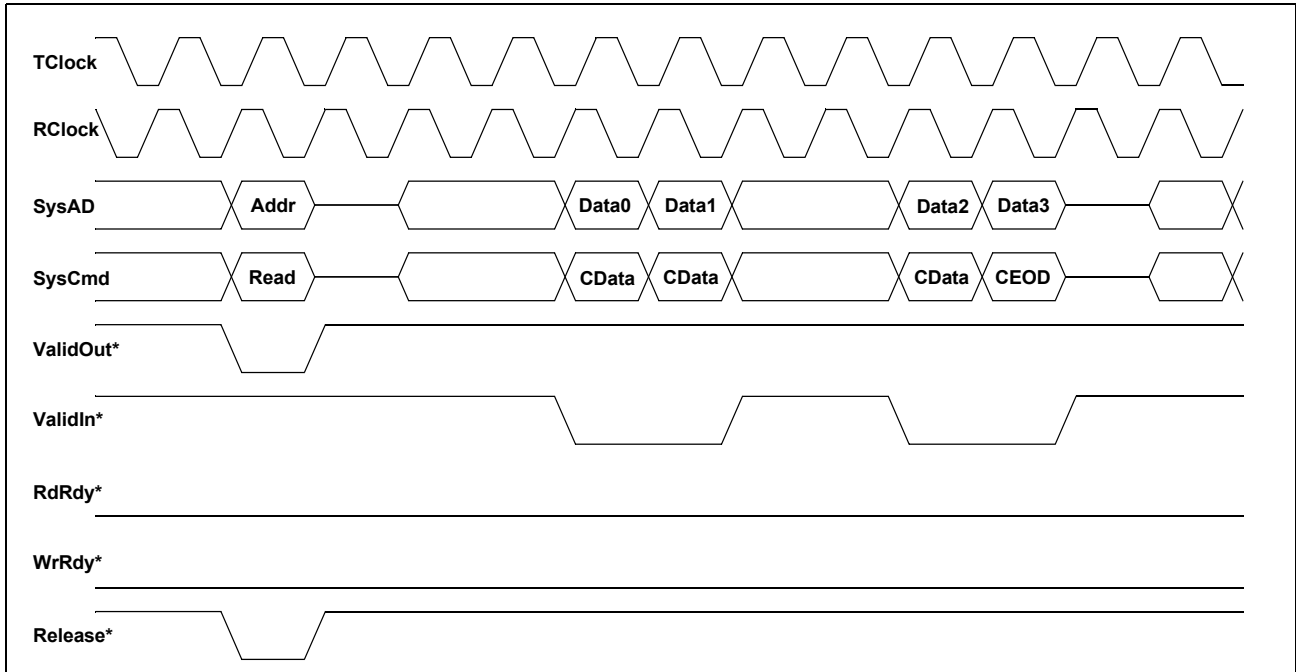 TClock
RClock
SysAD Addr Data0 Data1 Data2 Data3
SysCmd Read CData CData CData CEOD
ValidOut*
ValidIn*
RdRdy*
WrRdy*
Release*